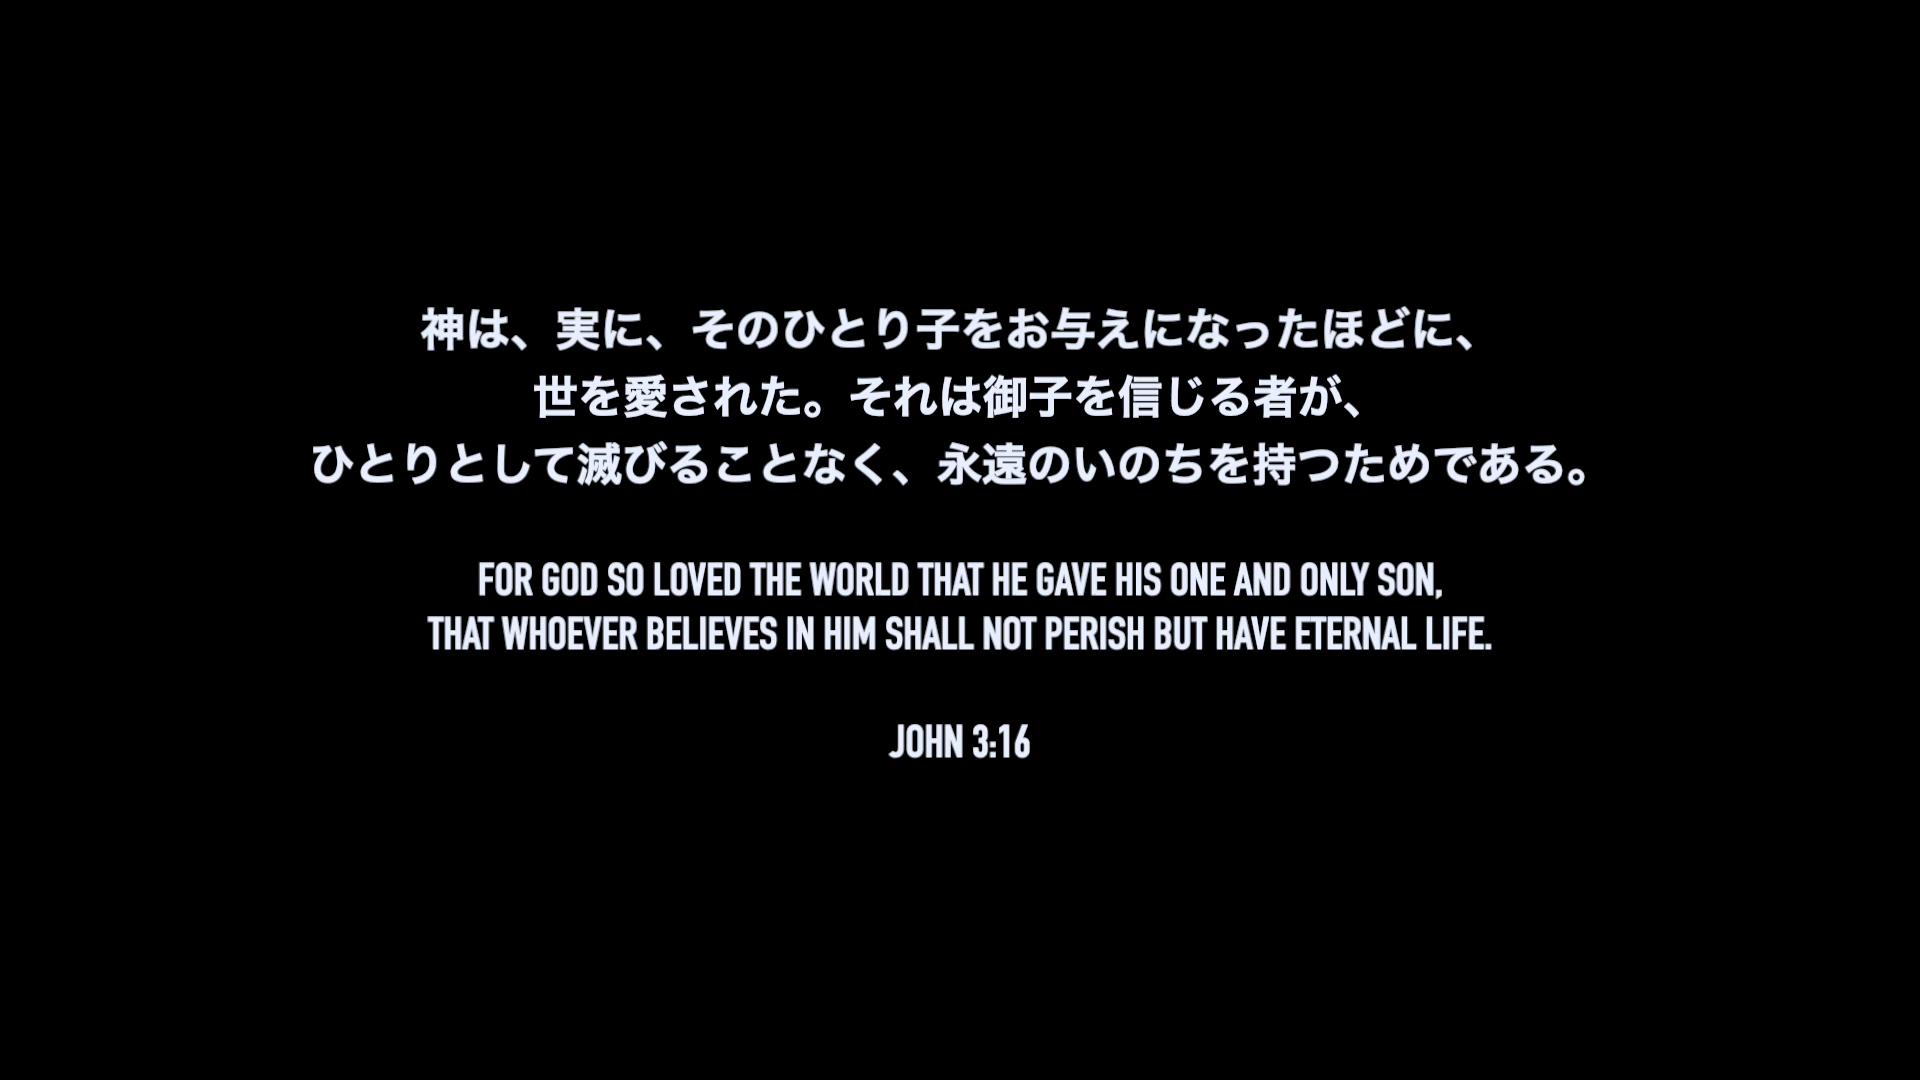 神は、実に、そのひとり子をお与えになったほどに、
世を愛された。それは御子を信じる者が、
ひとりとして滅びることなく、永遠のいのちを持つためである。
FOR GOD SO LOVED THE WORLD THAT HE GAVE HIS ONE AND ONLY SON,
THAT WHOEVER BELIEVES IN HIM SHALL NOT PERISH BUT HAVE ETERNAL LIFE.
JOHN 3:16